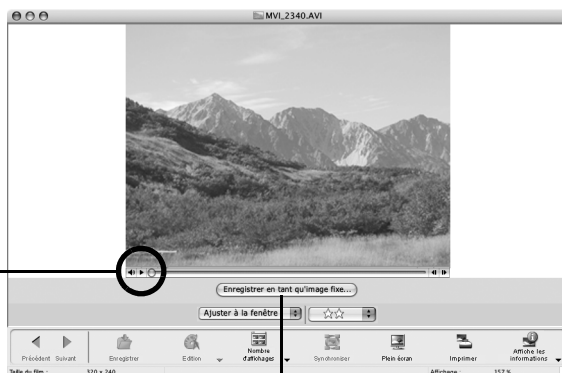 MVI_2340.AVI
Enregistrer en tant qu'image fixe...
Ajuster à la fenêtre
Précédent Suivant Enregistrer Edition Nombre d'affichages Synchroniser Plein écran Imprimer Affiche les informations
Taille du film : 320 x 240 Affichage : 157 %